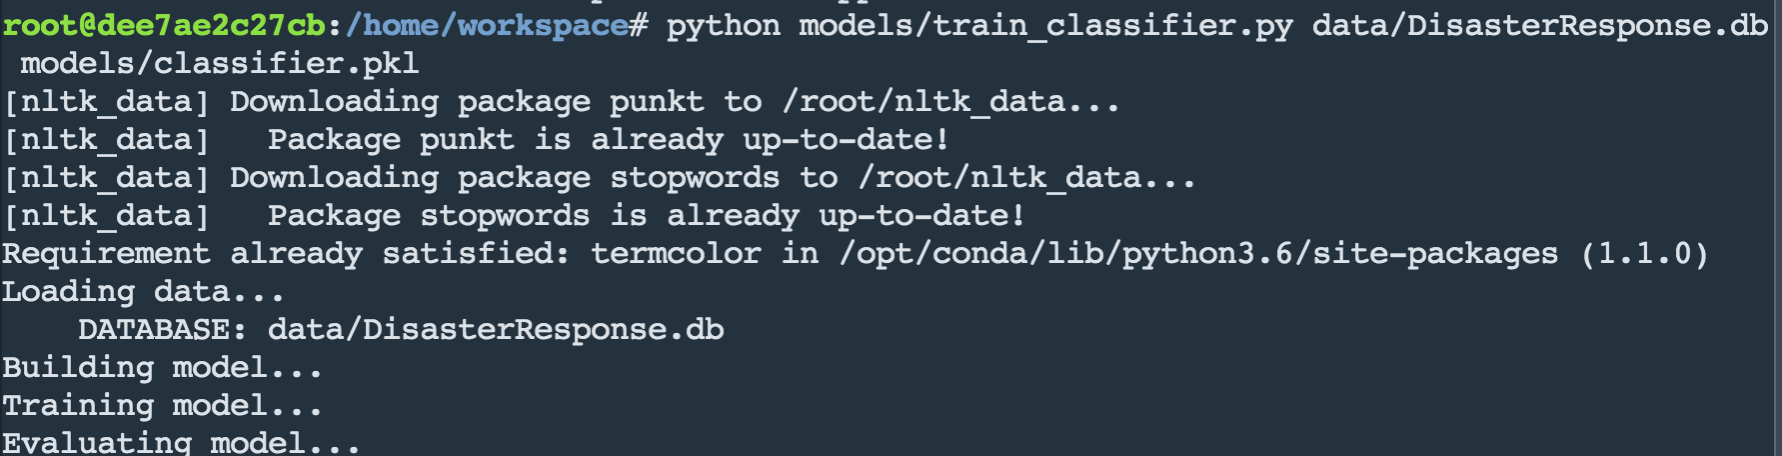 root@dee7ae2c27cb:/home/workspace# python models/train_classifier.py data/DisasterResponse.db
 models/classifier.pkl
[nltk_data] Downloading package punkt to /root/nltk_data...
[nltk_data]   Package punkt is already up-to-date!
[nltk_data] Downloading package stopwords to /root/nltk_data...
[nltk_data]   Package stopwords is already up-to-date!
Requirement already satisfied: termcolor in /opt/conda/lib/python3.6/site-packages (1.1.0)
Loading data...
    DATABASE: data/DisasterResponse.db
Building model...
Training model...
Evaluating model...